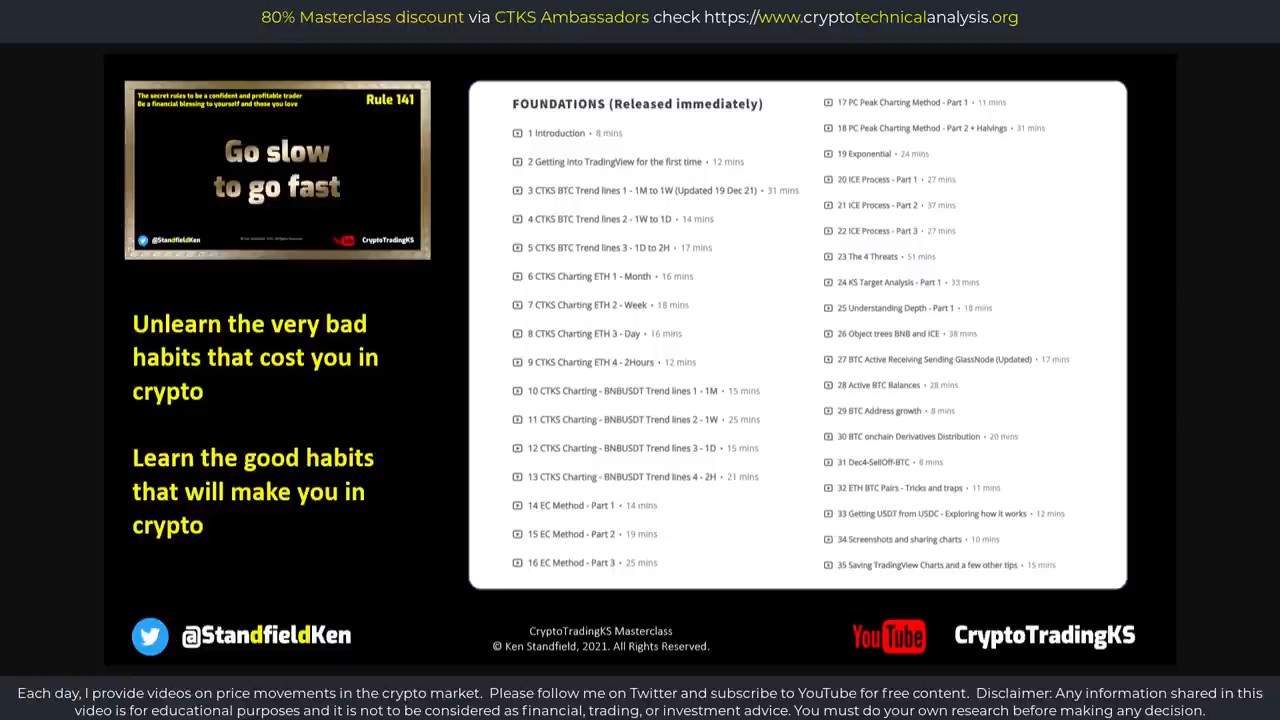 80% Masterclass discount via CTKS Ambassadors check https://www.cryptotechnicalanalysis.org
The secret rules to be a confident and profitable trader
Be a financial blessing to yourself and those you love
Rule 141
Go slow
to go fast
@StandfieldKen
CryptoTradingKS
Unlearn the very bad
habits that cost you in
crypto
Learn the good habits
that will make you in
crypto
FOUNDATIONS (Released immediately)
1 Introduction • 8 mins
2 Getting into TradingView for the first time • 12 mins
3 CTKS BTC Trend lines 1 - 1M to 1W (Updated 19 Dec 21) • 31 mins
4 CTKS BTC Trend lines 2 - 1W to 1D • 14 mins
5 CTKS BTC Trend lines 3 - 1D to 2H • 17 mins
6 CTKS Charting ETH 1 - Month • 16 mins
7 CTKS Charting ETH 2 - Week • 18 mins
8 CTKS Charting ETH 3 - Day • 16 mins
9 CTKS Charting ETH 4 - 2Hours • 12 mins
10 CTKS Charting - BNBUSDT Trend lines 1 - 1M • 15 mins
11 CTKS Charting - BNBUSDT Trend lines 2 - 1W • 25 mins
12 CTKS Charting - BNBUSDT Trend lines 3 - 1D • 15 mins
13 CTKS Charting - BNBUSDT Trend lines 4 - 2H • 21 mins
14 EC Method - Part 1 • 14 mins
15 EC Method - Part 2 • 19 mins
16 EC Method - Part 3 • 25 mins
17 PC Peak Charting Method - Part 1 • 11 mins
18 PC Peak Charting Method - Part 2 + Halvings • 31 mins
19 Exponential • 24 mins
20 ICE Process - Part 1 • 27 mins
21 ICE Process - Part 2 • 37 mins
22 ICE Process - Part 3 • 27 mins
23 The 4 Threats • 51 mins
24 KS Target Analysis - Part 1 • 33 mins
25 Understanding Depth - Part 1 • 18 mins
26 Object trees BNB and ICE • 38 mins
27 BTC Active Receiving Sending GlassNode (Updated) • 17 mins
28 Active BTC Balances • 28 mins
29 BTC Address growth • 8 mins
30 BTC onchain Derivatives Distribution • 20 mins
31 Dec4-SellOff-BTC • 8 mins
32 ETH BTC Pairs - Tricks and traps • 11 mins
33 Getting USDT from USDC - Exploring how it works • 12 mins
34 Screenshots and sharing charts • 10 mins
35 Saving TradingView Charts and a few other tips • 15 mins
@StandfieldKen
CryptoTradingKS Masterclass
© Ken Standfield, 2021. All Rights Reserved.
YouTube
CryptoTradingKS
Each day, I provide videos on price movements in the crypto market. Please follow me on Twitter and subscribe to YouTube for free content. Disclaimer: Any information shared in this
video is for educational purposes and it is not to be considered as financial, trading, or investment advice. You must do your own research before making any decision.